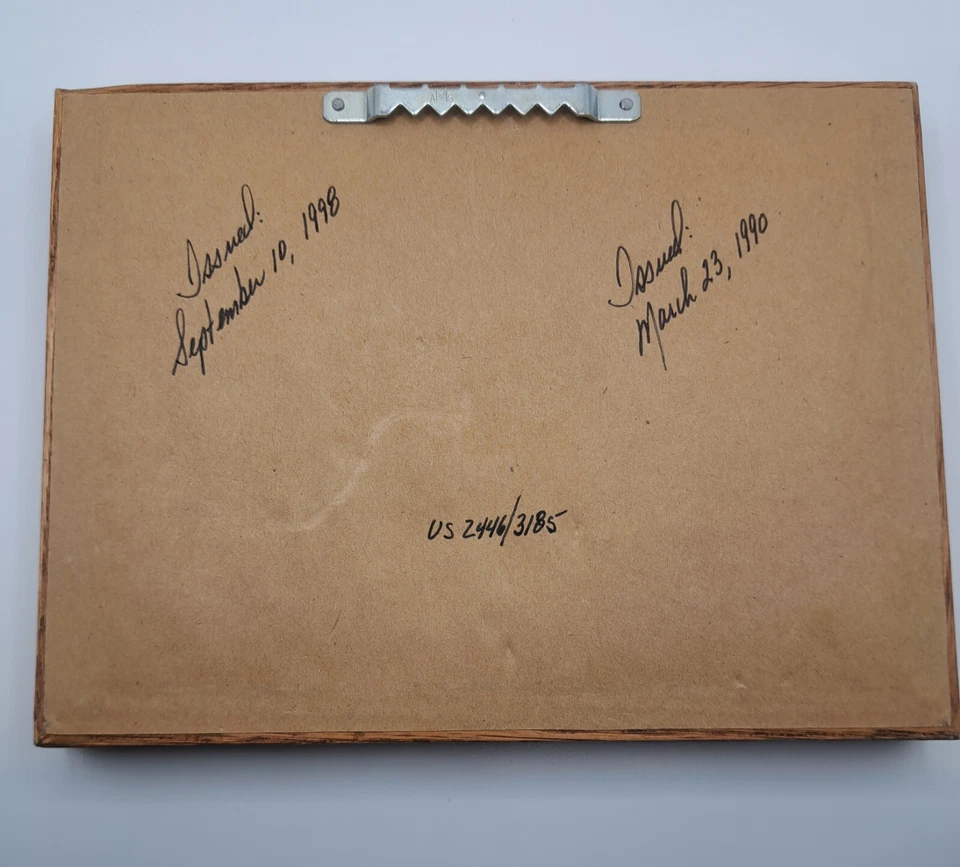 Issued:
September 10, 1998
Issued:
March 23, 1990
US 2446/3185